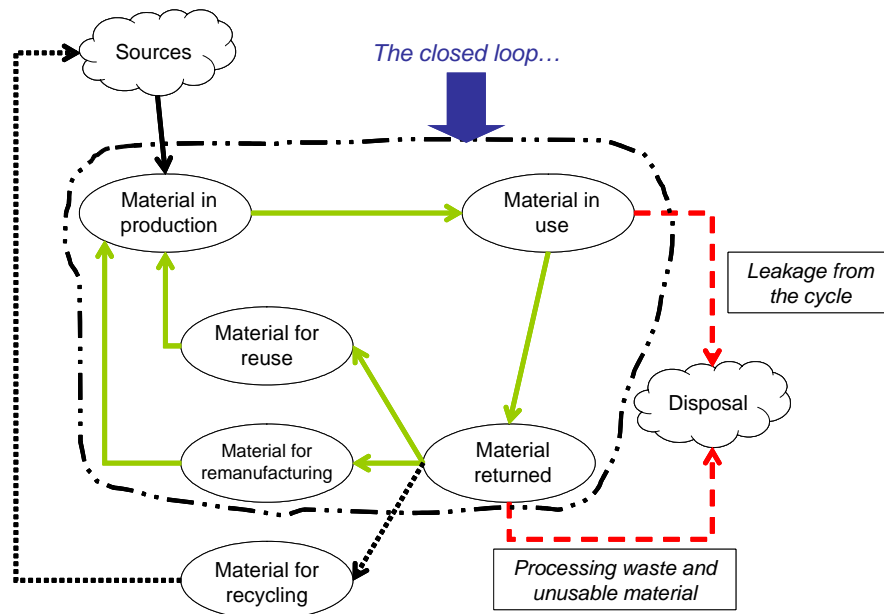 Sources
The closed loop…
Material in
production
Material in
use
Leakage from
the cycle
Material for
reuse
Disposal
Material for
remanufacturing
Material
returned
Material for
recycling
Processing waste and
unusable material